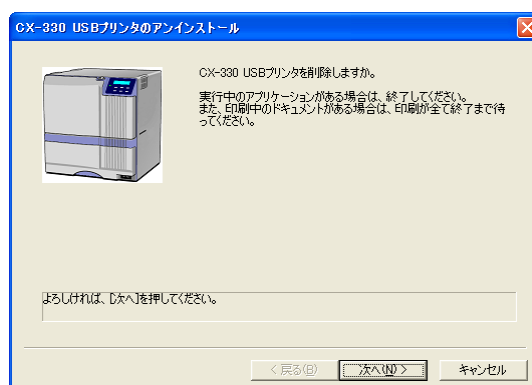 CX-330 USBプリンタのアンインストール
CX-330 USBプリンタを削除しますか。
実行中のアプリケーションがある場合は、終了してください。
また、印刷中のドキュメントがある場合は、印刷が全て終了まで待
ってください。
よろしければ、[次へ]を押してください。
< 戻る(B)
次へ(N) >
キャンセル